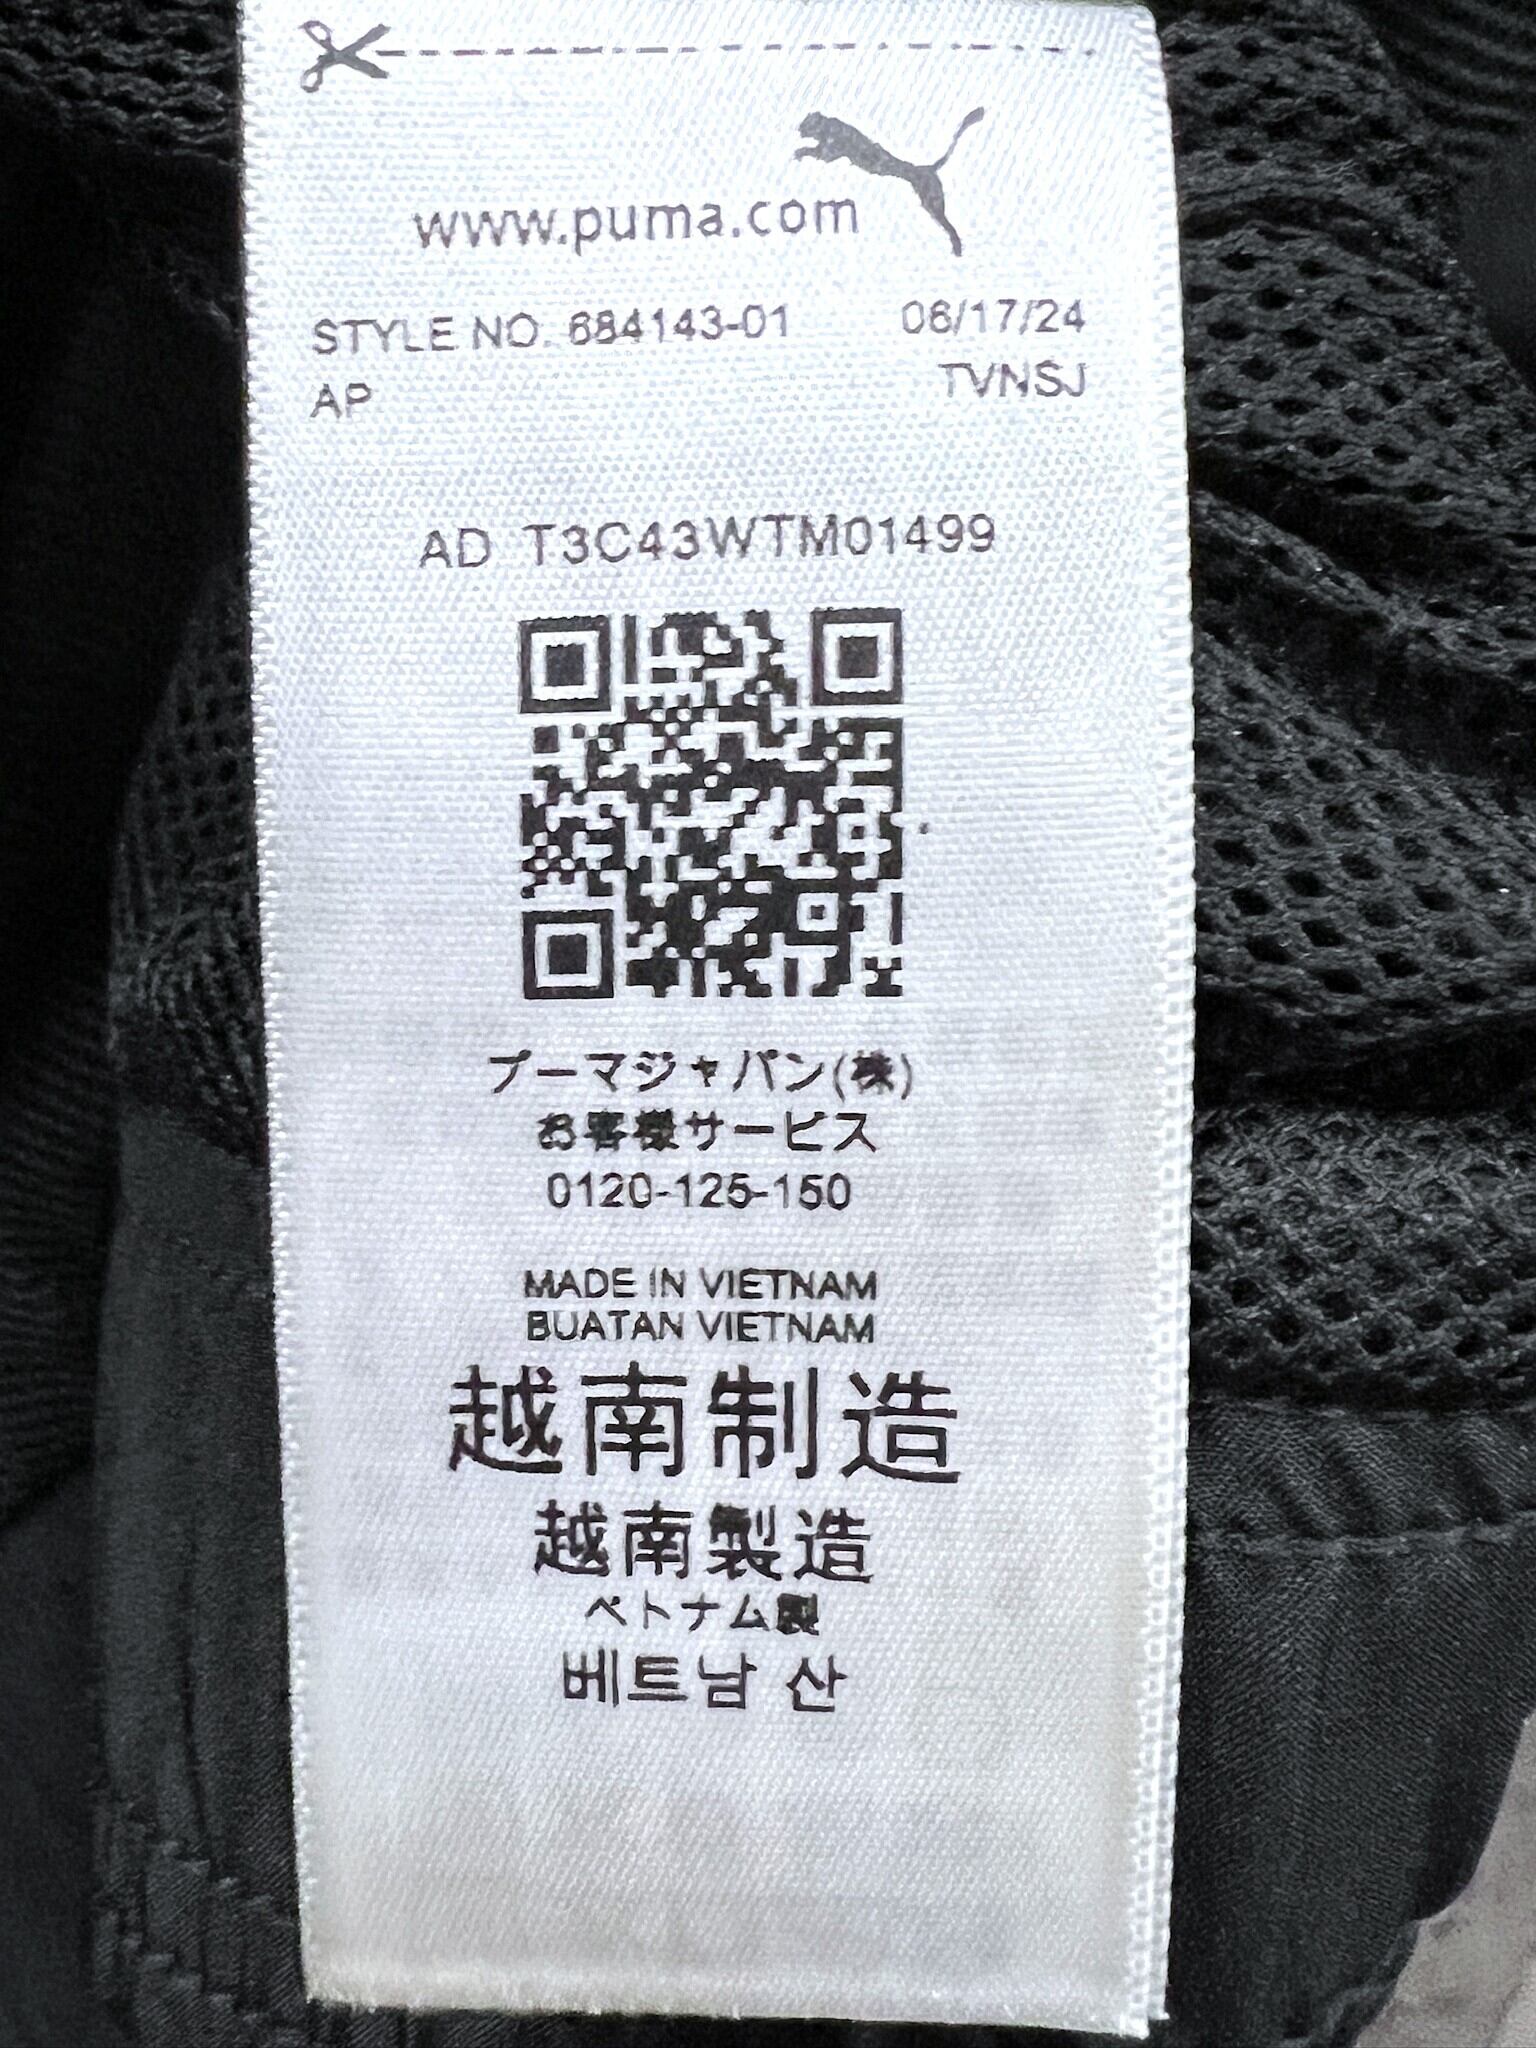 www.puma.com
STYLE NO. 684143-01 06/17/24
AP TVNSJ
AD T3C43WTM01499
プーマジャパン(株)
お客様サービス
0120-125-150
MADE IN VIETNAM
BUATAN VIETNAM
越南制造
越南製造
ベトナム製
베트남 산